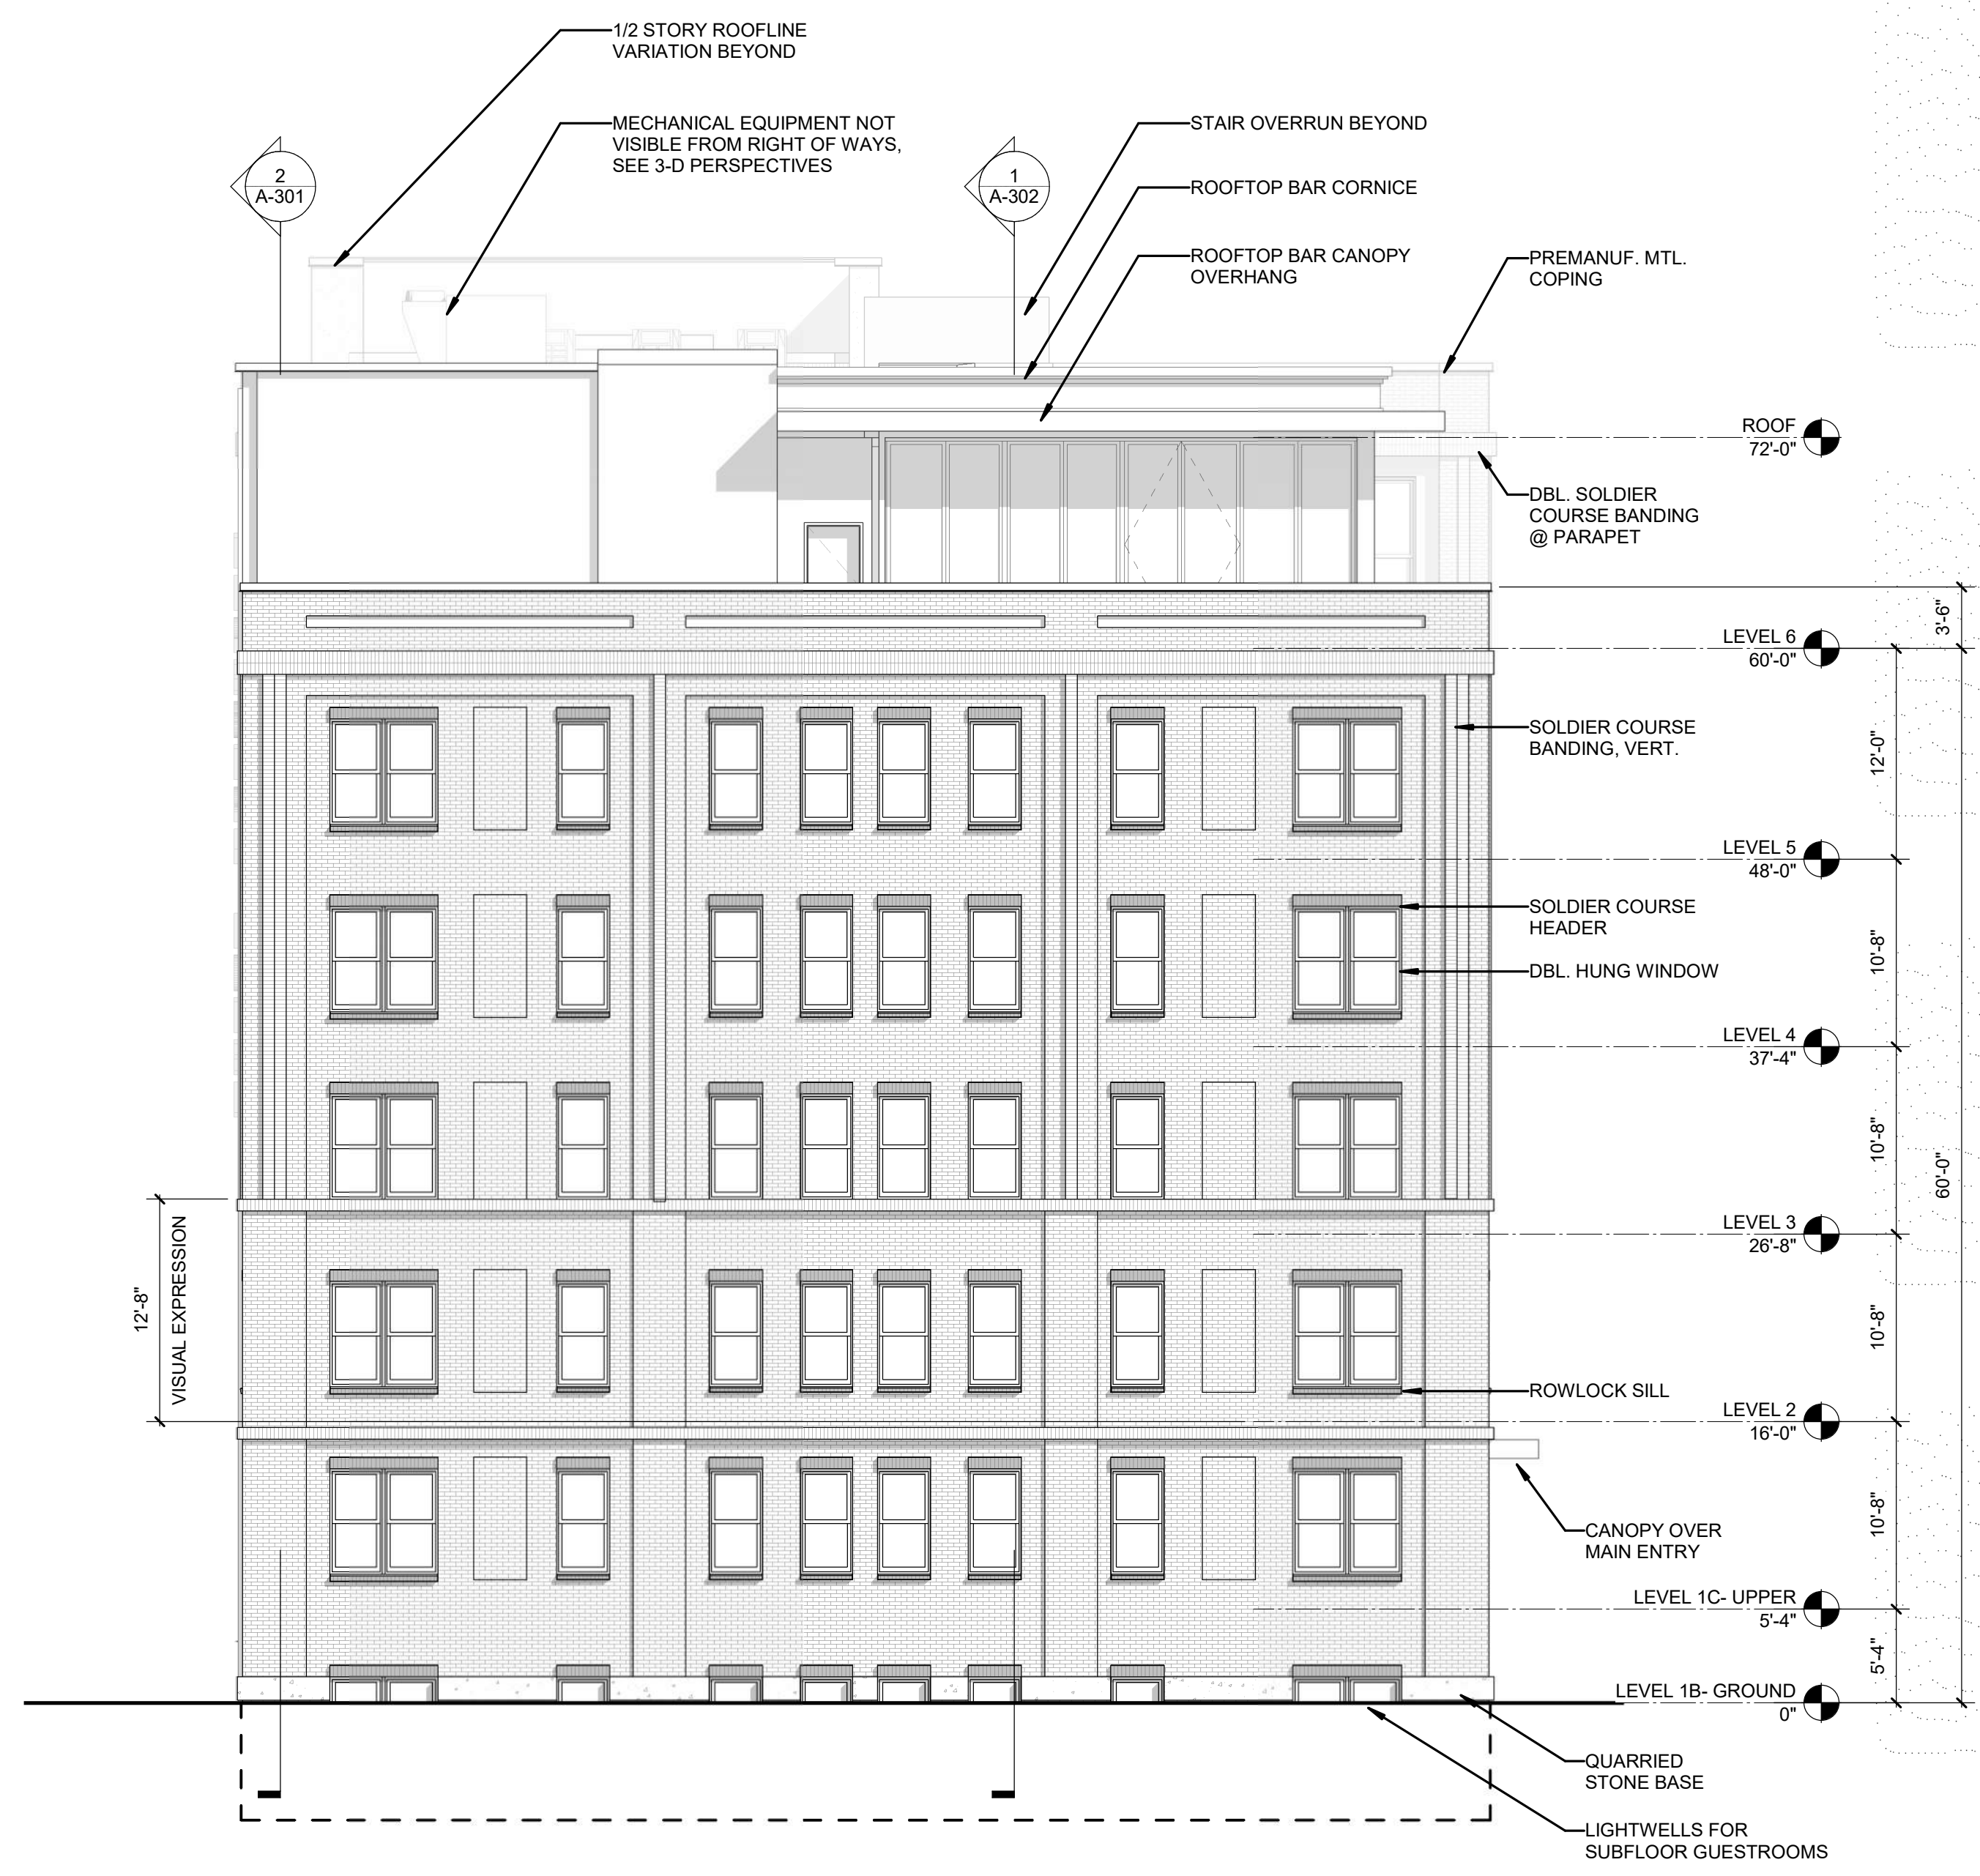 1/2 STORY ROOFLINE
VARIATION BEYOND
MECHANICAL EQUIPMENT NOT
VISIBLE FROM RIGHT OF WAYS,
SEE 3-D PERSPECTIVES
STAIR OVERRUN BEYOND
2
A-301
1
A-302
ROOFTOP BAR CORNICE
ROOFTOP BAR CANOPY
OVERHANG
PREMANUF. MTL.
COPING
ROOF
72'-0"
DBL. SOLDIER
COURSE BANDING
@ PARAPET
3'-6"
LEVEL 6
60'-0"
SOLDIER COURSE
BANDING, VERT.
12'-0"
LEVEL 5
48'-0"
SOLDIER COURSE
HEADER
10'-8"
DBL. HUNG WINDOW
LEVEL 4
37'-4"
10'-8"
60'-0"
LEVEL 3
26'-8"
12'-8"
VISUAL EXPRESSION
10'-8"
ROWLOCK SILL
LEVEL 2
16'-0"
10'-8"
CANOPY OVER
MAIN ENTRY
LEVEL 1C- UPPER
5'-4"
5'-4"
LEVEL 1B- GROUND
0"
QUARRIED
STONE BASE
LIGHTWELLS FOR
SUBFLOOR GUESTROOMS